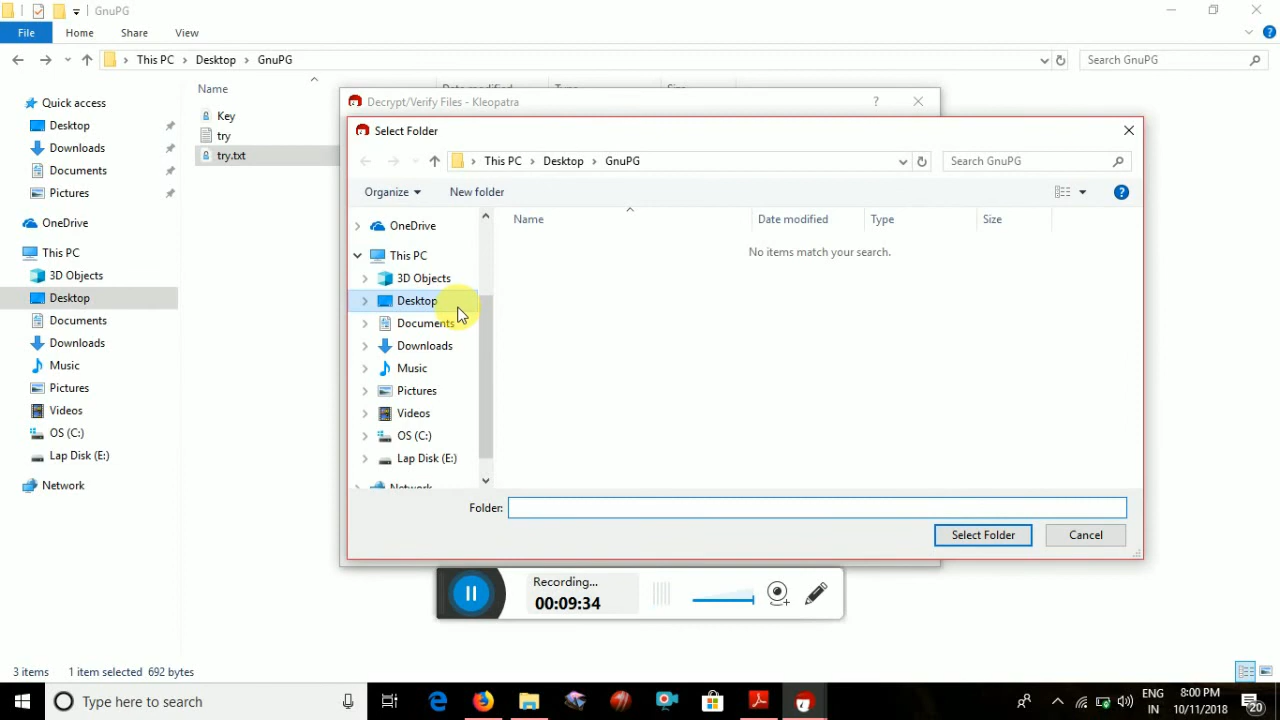 GnuPG
File Home Share View
This PC Desktop GnuPG
Search GnuPG
Name
Quick access
Desktop
Downloads
Documents
Pictures
OneDrive
This PC
3D Objects
Desktop
Documents
Downloads
Music
Pictures
Videos
OS (C:)
Lap Disk (E:)
Network
Key
try
try.txt
Decrypt/Verify Files - Kleopatra
Select Folder
This PC Desktop GnuPG
Search GnuPG
Organize New folder
OneDrive
This PC
3D Objects
Desktop
Documents
Downloads
Music
Pictures
Videos
OS (C:)
Lap Disk (E:)
Network
Name Date modified Type Size
No items match your search.
Folder:
Select Folder Cancel
Recording...
00:09:34
3 items 1 item selected 692 bytes
Type here to search
ENG
IN
8:00 PM
10/11/2018
20